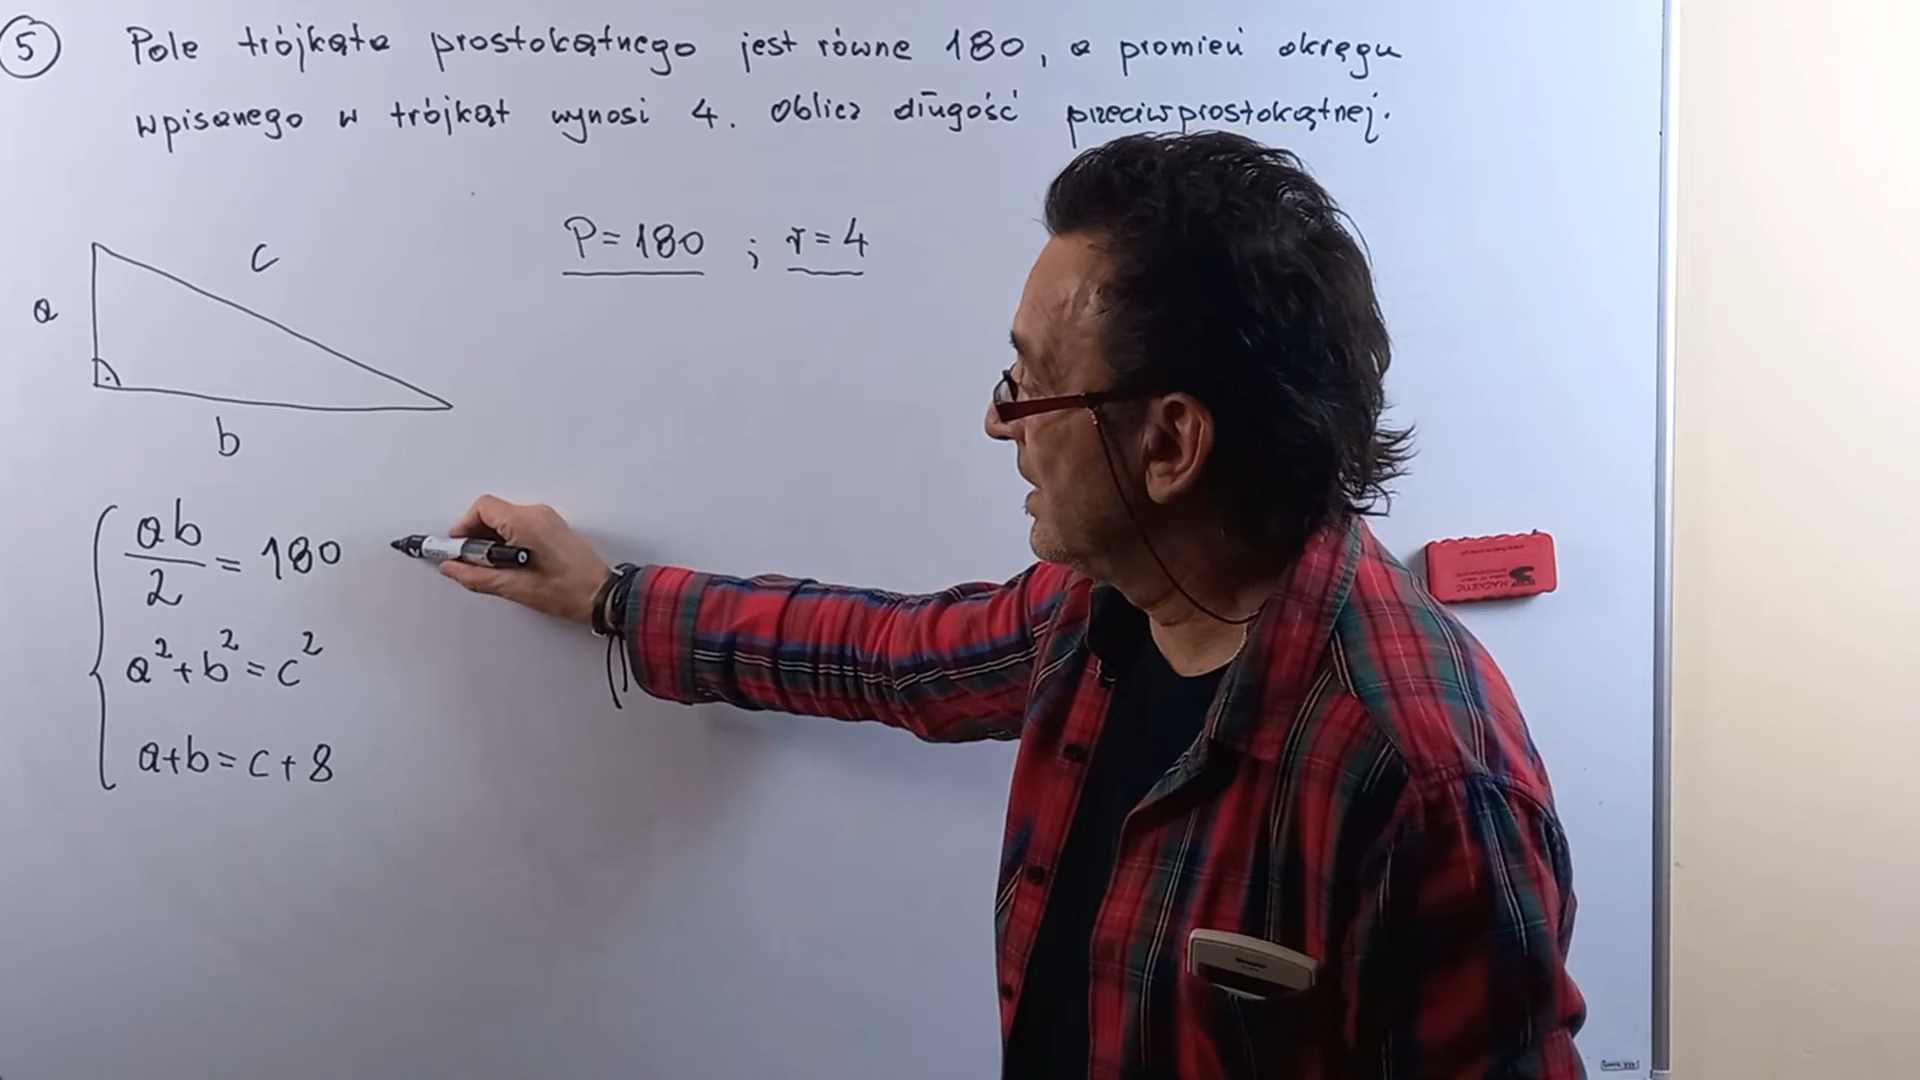 5 Pole trójkąta prostokątnego jest równe 180, a promień okręgu
wpisanego w trójkąt wynosi 4. Oblicz długość przeciwprostokątnej.
P=180 ; r=4
c
a
b
ab/2 = 180
a²+b²=c²
a+b=c+8
MAGNETIC